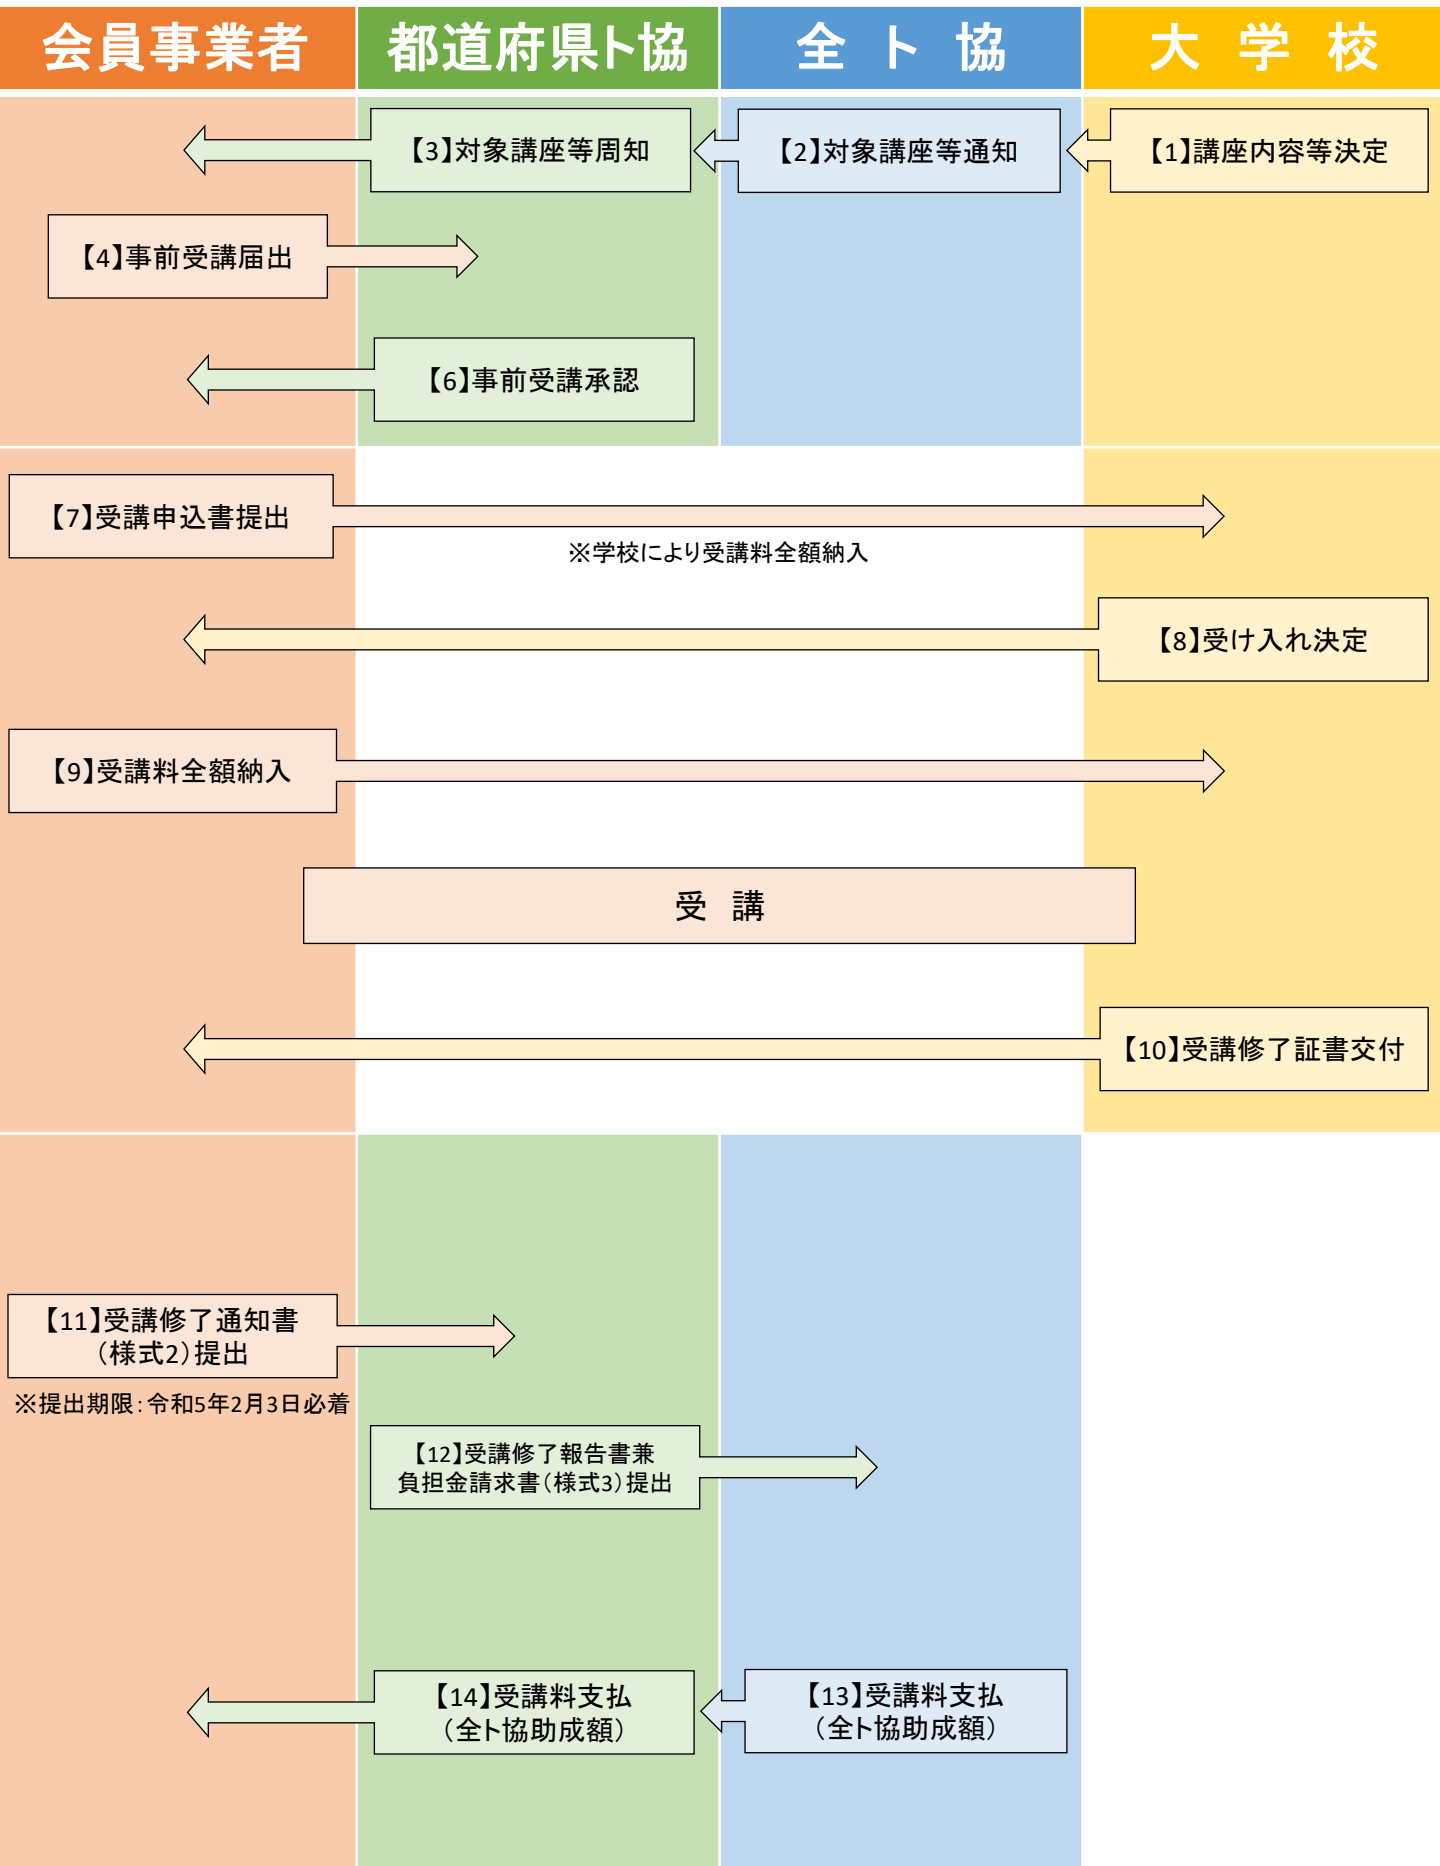 会員事業者
都道府県ト協
全 ト 協
大 学 校
【3】対象講座等周知
【2】対象講座等通知
【1】講座内容等決定
【4】事前受講届出
【6】事前受講承認
【7】受講申込書提出
※学校により受講料全額納入
【8】受け入れ決定
【9】受講料全額納入
受 講
【10】受講修了証書交付
【11】受講修了通知書
（様式2）提出
※提出期限：令和5年2月3日必着
【12】受講修了報告書兼
負担金請求書（様式3）提出
【14】受講料支払
（全ト協助成額）
【13】受講料支払
（全ト協助成額）